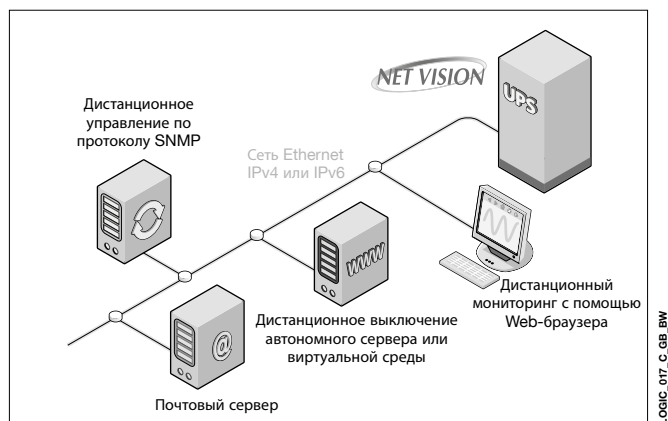 NET VISION
UPS
Дистанционное
управление по
протоколу SNMP
Сеть Ethernet
IPv4 или IPv6
WWW
Дистанционный
мониторинг с помощью
Web-браузера
Дистанционное выключение
автономного сервера или
виртуальной среды
@
Почтовый сервер
LOGIC_017_C_GB_BW